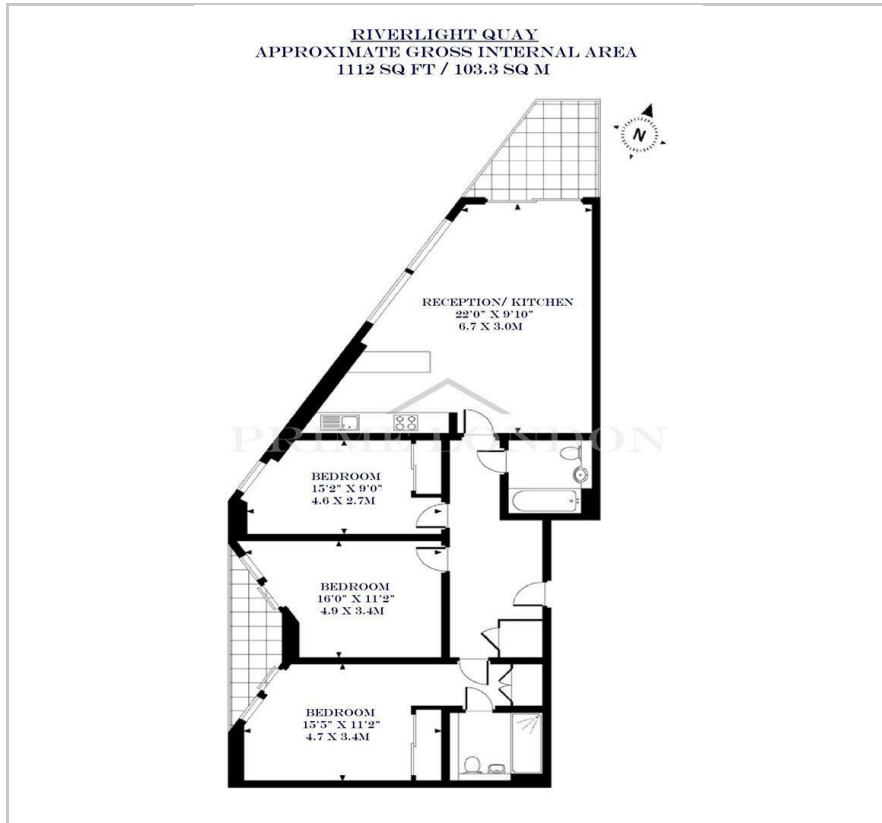 RIVERLIGHT QUAY
APPROXIMATE GROSS INTERNAL AREA
1112 SQ FT / 103.3 SQ M
N
RECEPTION/ KITCHEN
22'0" X 9'10"
6.7 X 3.0M
PRIME LONDON
BEDROOM
15'2" X 9'0"
4.6 X 2.7M
BEDROOM
16'0" X 11'2"
4.9 X 3.4M
BEDROOM
15'5" X 11'2"
4.7 X 3.4M